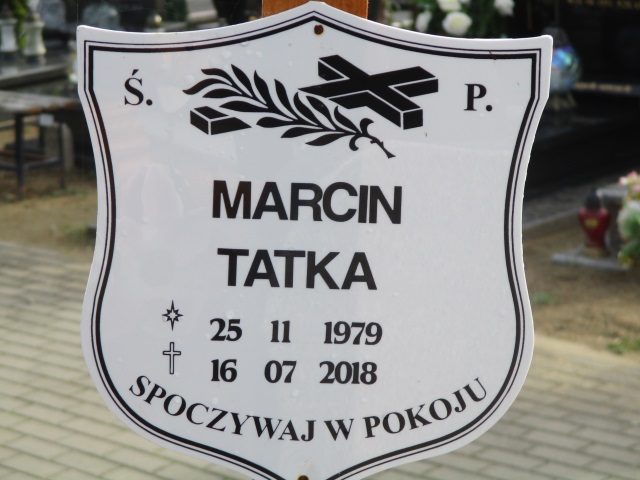 Ś. P.
MARCIN
TATKA
25 11 1979
16 07 2018
SPOCZYWAJ W POKOJU